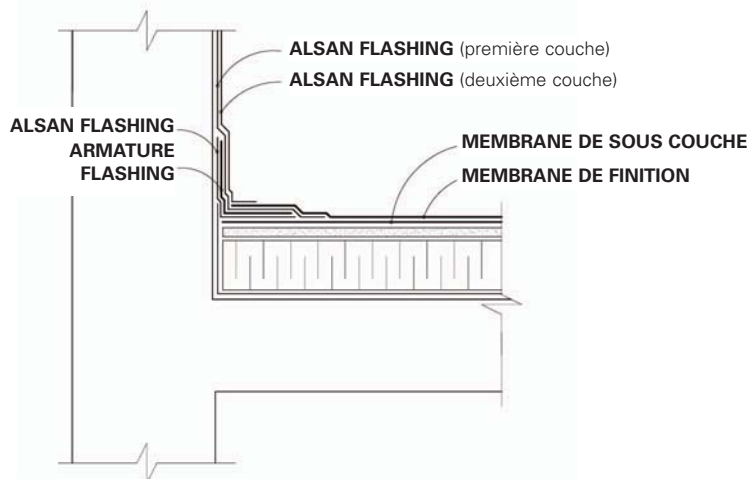 ALSAN FLASHING (première couche)
ALSAN FLASHING (deuxième couche)
ALSAN FLASHING
ARMATURE
FLASHING
MEMBRANE DE SOUS COUCHE
MEMBRANE DE FINITION